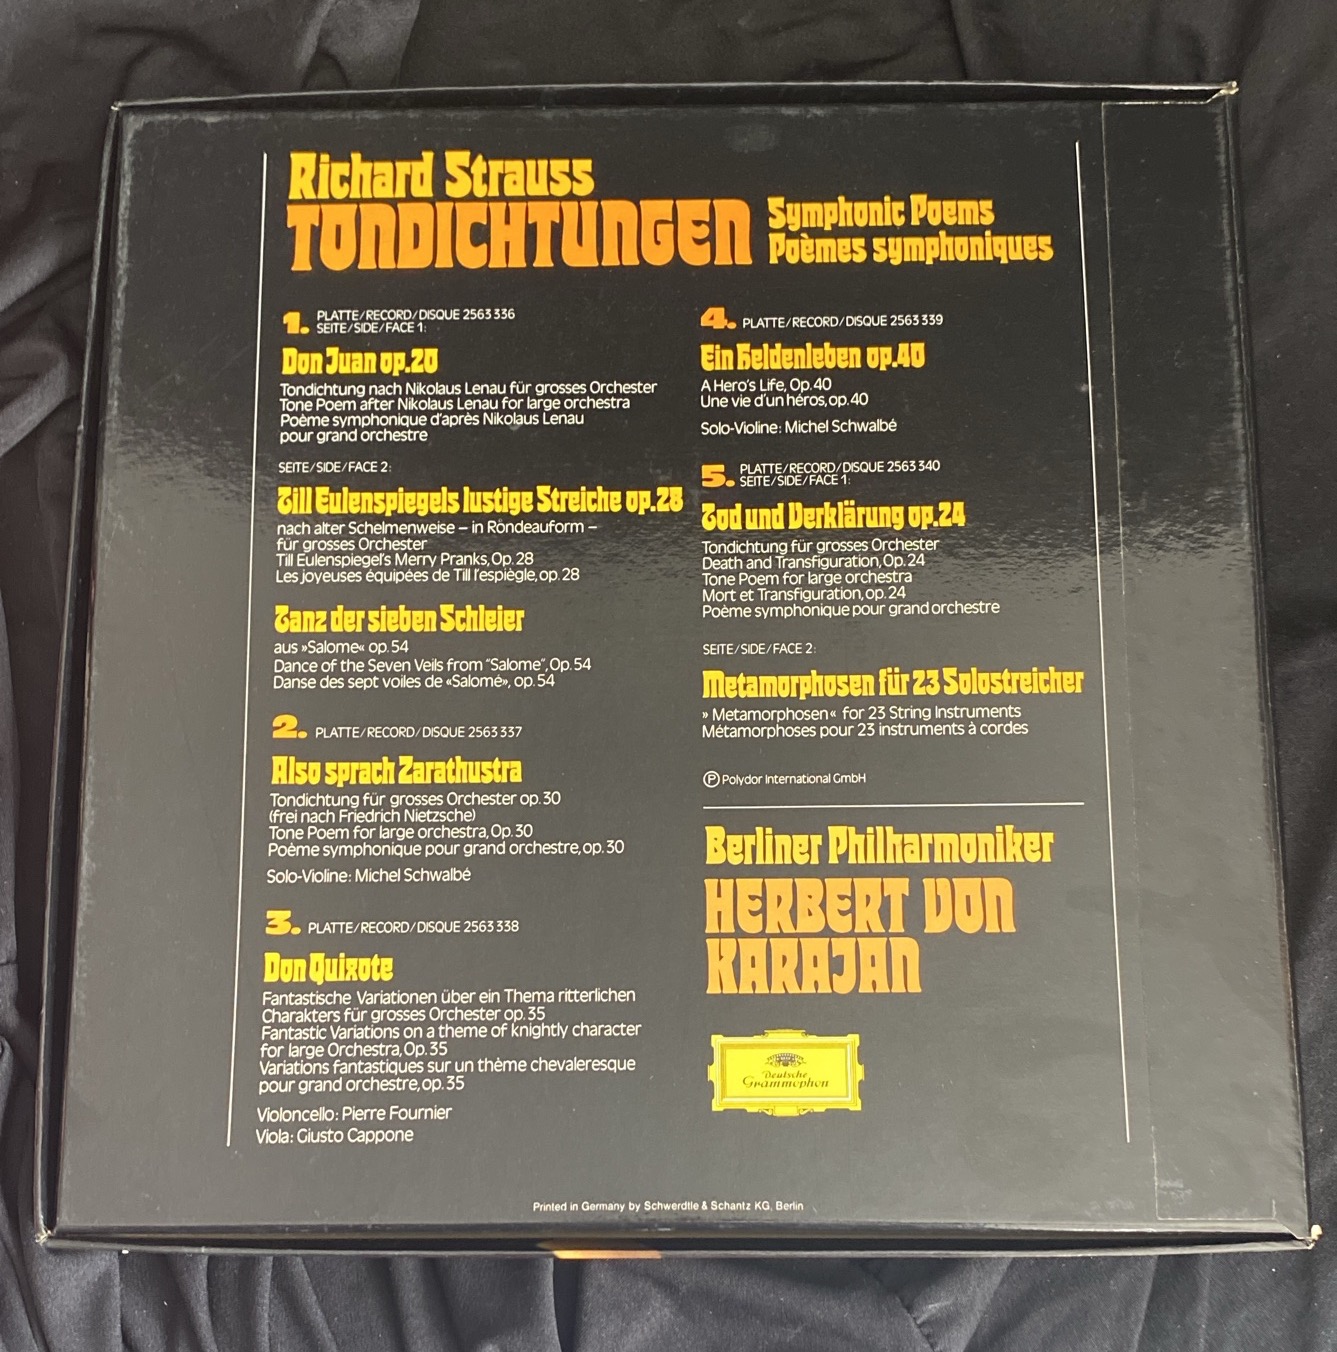 Richard Strauss
TONDICHTUNGEN
Symphonic Poems
Poèmes symphoniques
1. PLATTE/RECORD/DISQUE 2563 336
SEITE/SIDE/FACE 1:
Don Juan op.20
Tondichtung nach Nikolaus Lenau für grosses Orchester
Tone Poem after Nikolaus Lenau for large orchestra
Poème symphonique d'après Nikolaus Lenau
pour grand orchestre
SEITE/SIDE/FACE 2:
Till Eulenspiegels lustige Streiche op.28
nach alter Schelmenweise – in Rondeauform –
für grosses Orchester
Till Eulenspiegel's Merry Pranks, Op. 28
Les joyeuses équipées de Till l'espiègle, op. 28
Tanz der sieben Schleier
aus »Salome« op. 54
Dance of the Seven Veils from "Salome", Op. 54
Danse des sept voiles de «Salomé», op. 54
2. PLATTE/RECORD/DISQUE 2563 337
Also sprach Zarathustra
Tondichtung für grosses Orchester op. 30
(frei nach Friedrich Nietzsche)
Tone Poem for large orchestra, Op. 30
Poème symphonique pour grand orchestre, op. 30
Solo-Violine: Michel Schwalbé
3. PLATTE/RECORD/DISQUE 2563 338
Don Quixote
Fantastische Variationen über ein Thema ritterlichen
Charakters für grosses Orchester op. 35
Fantastic Variations on a theme of knightly character
for large Orchestra, Op. 35
Variations fantastiques sur un thème chevaleresque
pour grand orchestre, op. 35
Violoncello: Pierre Fournier
Viola: Giusto Cappone
4. PLATTE/RECORD/DISQUE 2563 339
Ein Heldenleben op.40
A Hero's Life, Op. 40
Une vie d'un héros, op. 40
Solo-Violine: Michel Schwalbé
5. PLATTE/RECORD/DISQUE 2563 340
SEITE/SIDE/FACE 1:
Tod und Verklärung op.24
Tondichtung für grosses Orchester
Death and Transfiguration, Op. 24
Tone Poem for large orchestra
Mort et Transfiguration, op. 24
Poème symphonique pour grand orchestre
SEITE/SIDE/FACE 2:
Metamorphosen für 23 Solostreicher
»Metamorphosen« for 23 String Instruments
Métamorphoses pour 23 instruments à cordes
Ⓟ Polydor International GmbH
Berliner Philharmoniker
HERBERT VON
KARAJAN
Deutsche
Grammophon
Printed in Germany by Schwerdtle & Schantz KG, Berlin